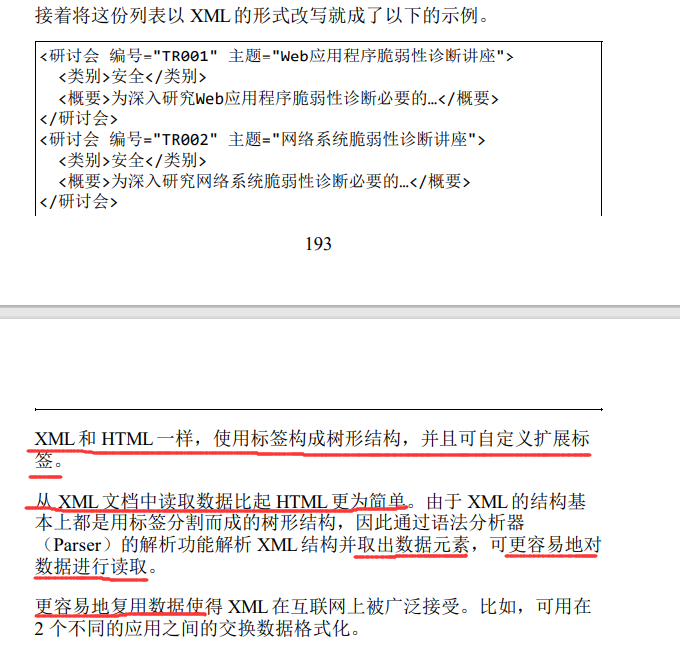 接着将这份列表以 XML 的形式改写就成了以下的示例。
<研讨会 编号="TR001" 主题="Web应用程序脆弱性诊断讲座">
<类别>安全</类别>
<概要>为深入研究Web应用程序脆弱性诊断必要的…</概要>
</研讨会>
<研讨会 编号="TR002" 主题="网络系统脆弱性诊断讲座">
<类别>安全</类别>
<概要>为深入研究网络系统脆弱性诊断必要的…</概要>
</研讨会>
193
XML 和 HTML 一样，使用标签构成树形结构，并且可自定义扩展标
签。
从 XML 文档中读取数据比起 HTML 更为简单。由于 XML 的结构基
本上都是用标签分割而成的树形结构，因此通过语法分析器
（Parser）的解析功能解析 XML 结构并取出数据元素，可更容易地对
数据进行读取。
更容易地复用数据使得 XML 在互联网上被广泛接受。比如，可用在
2 个不同的应用之间的交换数据格式化。